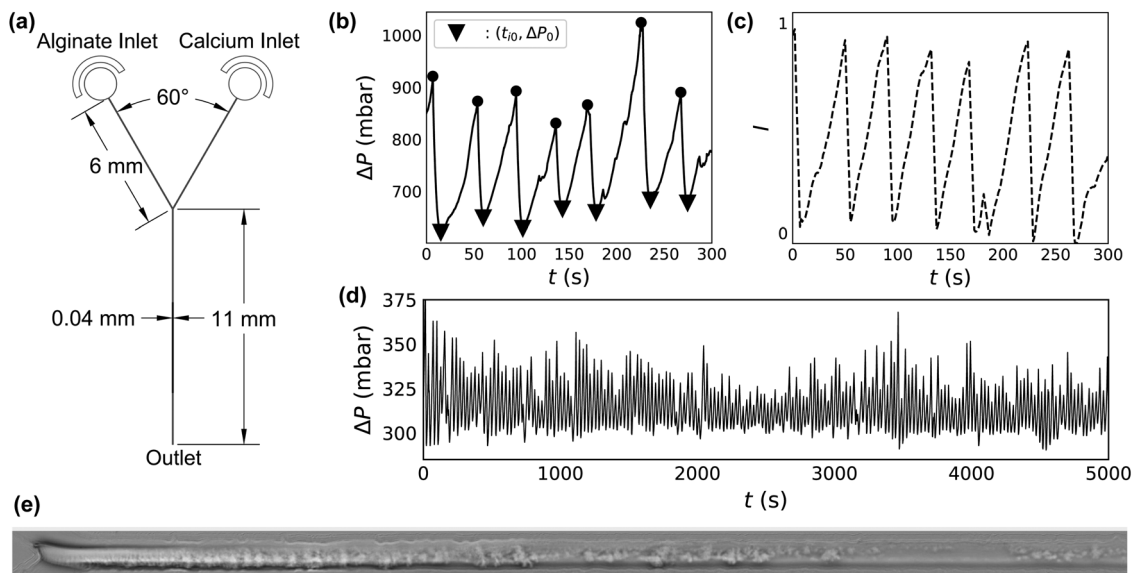 (a)
Alginate Inlet Calcium Inlet
60°
6 mm
0.04 mm
11 mm
Outlet
(b)
: (t_{i0}, ΔP_0)
1000
900
800
700
ΔP (mbar)
0 50 100 150 200 250 300
t (s)
(c)
1
0
I
0 50 100 150 200 250 300
t (s)
(d)
375
350
325
300
ΔP (mbar)
0 1000 2000 3000 4000 5000
t (s)
(e)